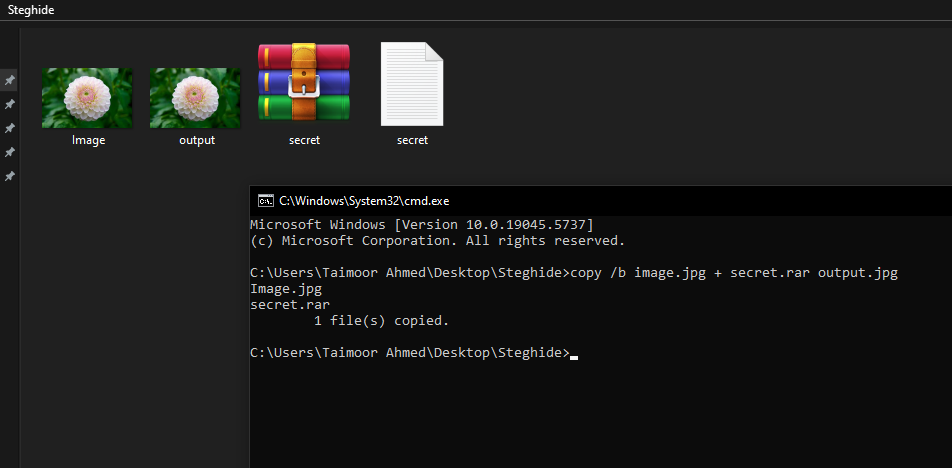 Steghide
Image
output
secret
secret
C:\Windows\System32\cmd.exe
Microsoft Windows [Version 10.0.19045.5737]
(c) Microsoft Corporation. All rights reserved.
C:\Users\Taimoor Ahmed\Desktop\Steghide>copy /b image.jpg + secret.rar output.jpg
Image.jpg
secret.rar
        1 file(s) copied.
C:\Users\Taimoor Ahmed\Desktop\Steghide>